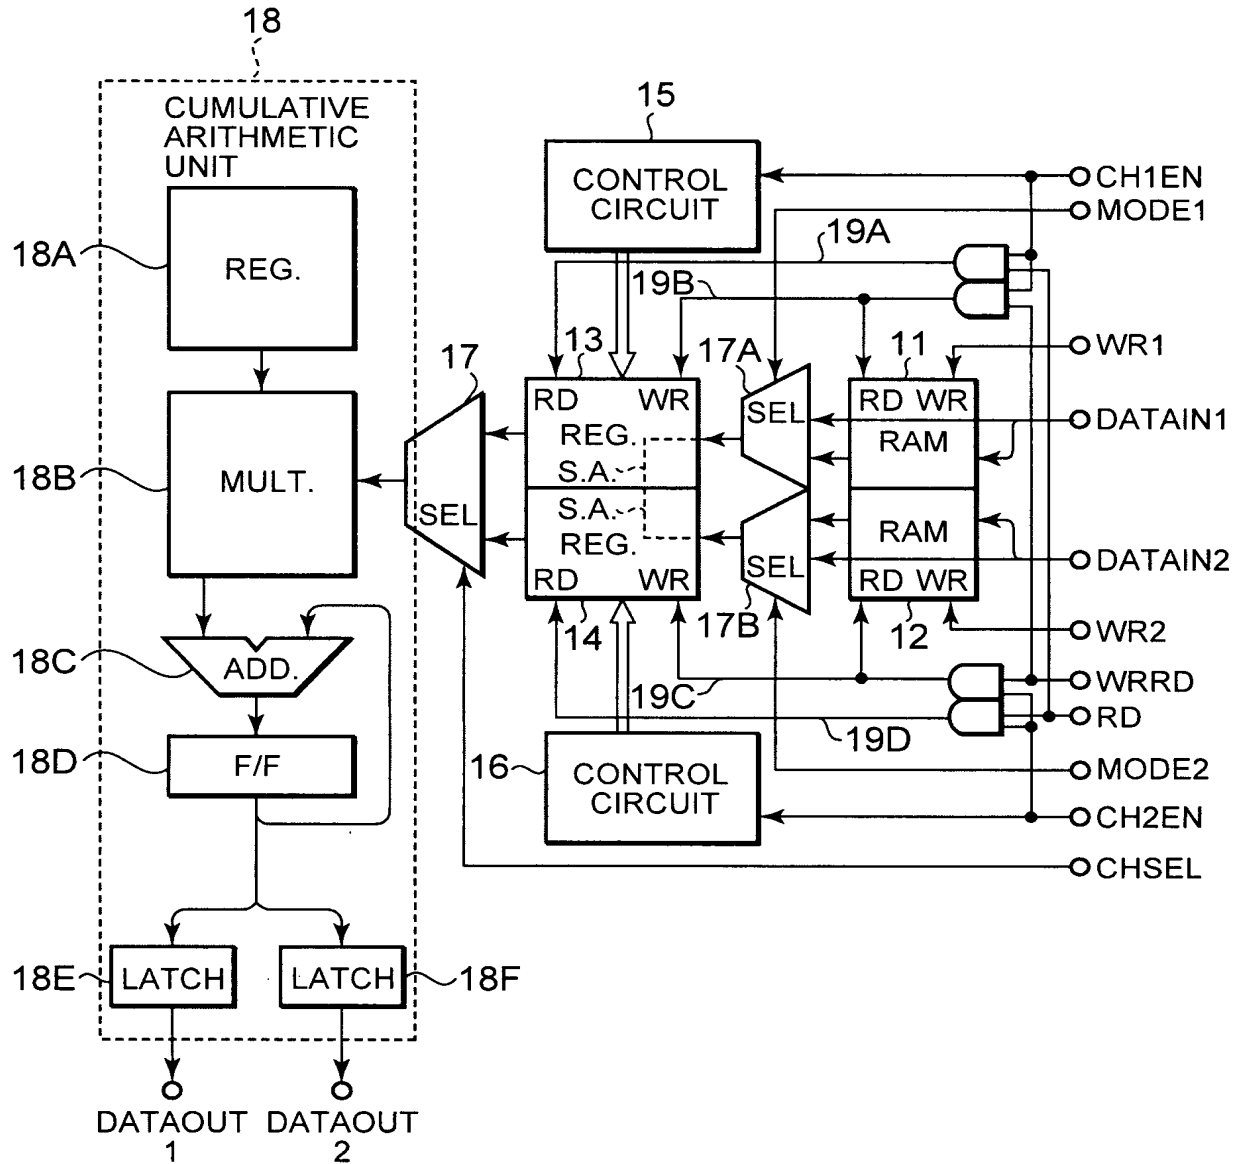 18
CUMULATIVE
ARITHMETIC
UNIT
18A
REG.
18B
MULT.
18C
ADD.
18D
F/F
18E
LATCH
LATCH
18F
DATAOUT
1
DATAOUT
2
17
SEL
15
CONTROL
CIRCUIT
19A
19B
13
RD
WR
REG.
S.A.
S.A.
REG.
RD
WR
14
17A
SEL
SEL
17B
11
RD WR
RAM
RAM
RD WR
12
19C
19D
16
CONTROL
CIRCUIT
CH1EN
MODE1
WR1
DATAIN1
DATAIN2
WR2
WRRD
RD
MODE2
CH2EN
CHSEL